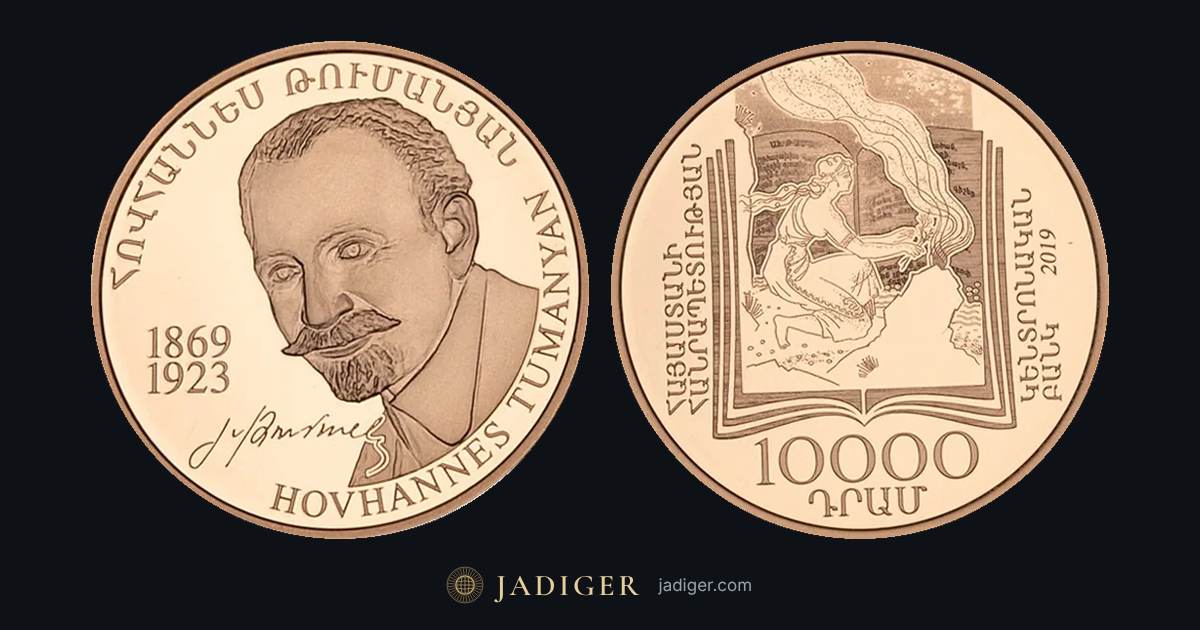 ՀՈՎՀԱՆՆԵՍ ԹՈՒՄԱՆՅԱՆ
HOVHANNES TUMANYAN
1869
1923
ՀԱՅԱՍՏԱՆԻ
ՀԱՆՐԱՊԵՏՈՒԹՅԱՆ
ԿԵՆՏՐՈՆԱԿԱՆ
ԲԱՆԿ 2019
10000
ԴՐԱՄ
JADIGER jadiger.com